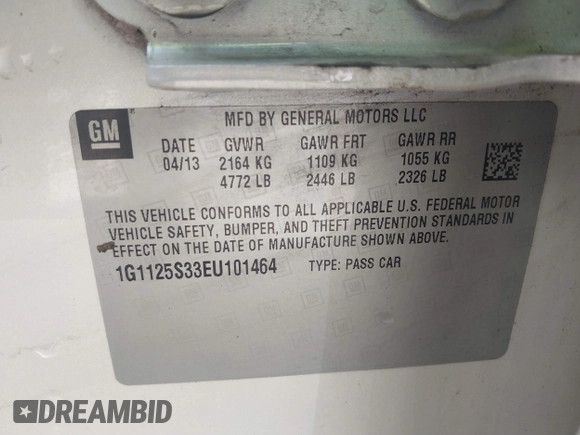 GM
MFD BY GENERAL MOTORS LLC
DATE GVWR GAWR FRT GAWR RR
04/13 2164 KG 1109 KG 1055 KG
4772 LB 2446 LB 2326 LB
THIS VEHICLE CONFORMS TO ALL APPLICABLE U.S. FEDERAL MOTOR
VEHICLE SAFETY, BUMPER, AND THEFT PREVENTION STANDARDS IN
EFFECT ON THE DATE OF MANUFACTURE SHOWN ABOVE.
1G1125S33EU101464 TYPE: PASS CAR
DREAMBID